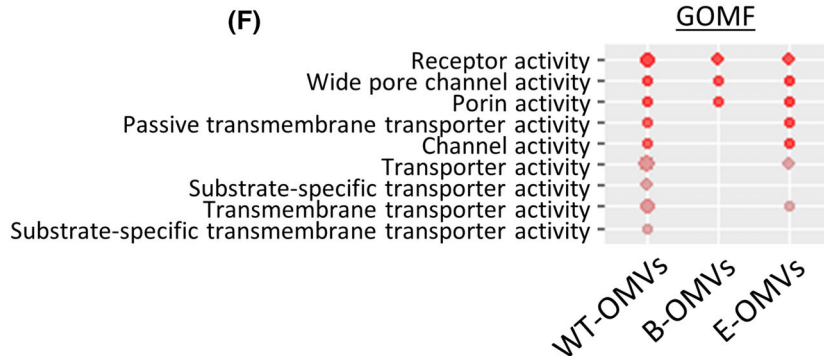 (F)
GOMF
Receptor activity
Wide pore channel activity
Porin activity
Passive transmembrane transporter activity
Channel activity
Transporter activity
Substrate-specific transporter activity
Transmembrane transporter activity
Substrate-specific transmembrane transporter activity
WT-OMVs
B-OMVs
E-OMVs